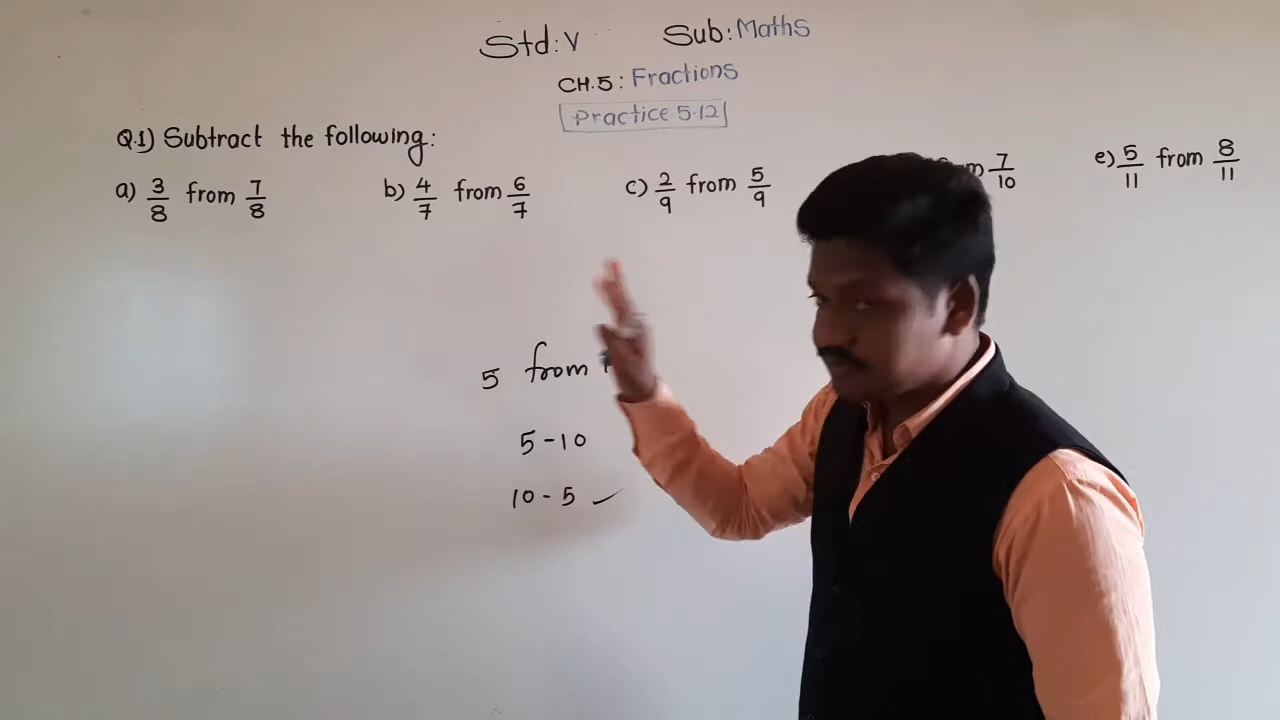 Std: V Sub: Maths
CH.5: Fractions
Practice 5.12
Q.1) Subtract the following:
a) 3/8 from 7/8 b) 4/7 from 6/7 c) 2/9 from 5/9 7/10 e) 5/11 from 8/11
5 from
5-10
10-5 ✓